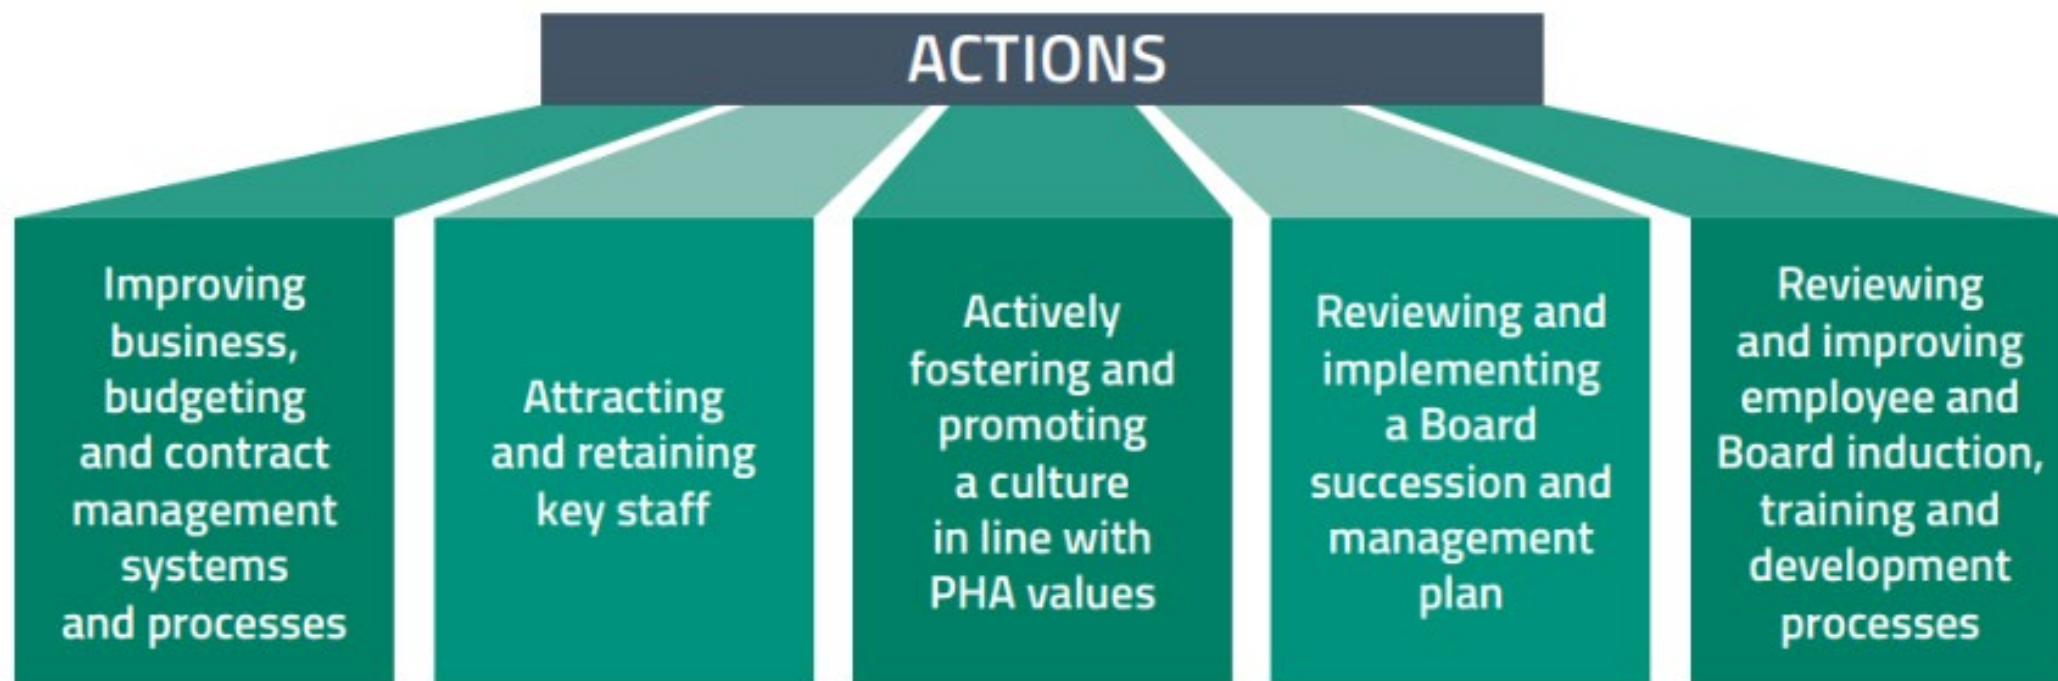 ACTIONS
Improving
business,
budgeting
and contract
management
systems
and processes
Attracting
and retaining
key staff
Actively
fostering and
promoting
a culture
in line with
PHA values
Reviewing and
implementing
a Board
succession and
management
plan
Reviewing
and improving
employee and
Board induction,
training and
development
processes